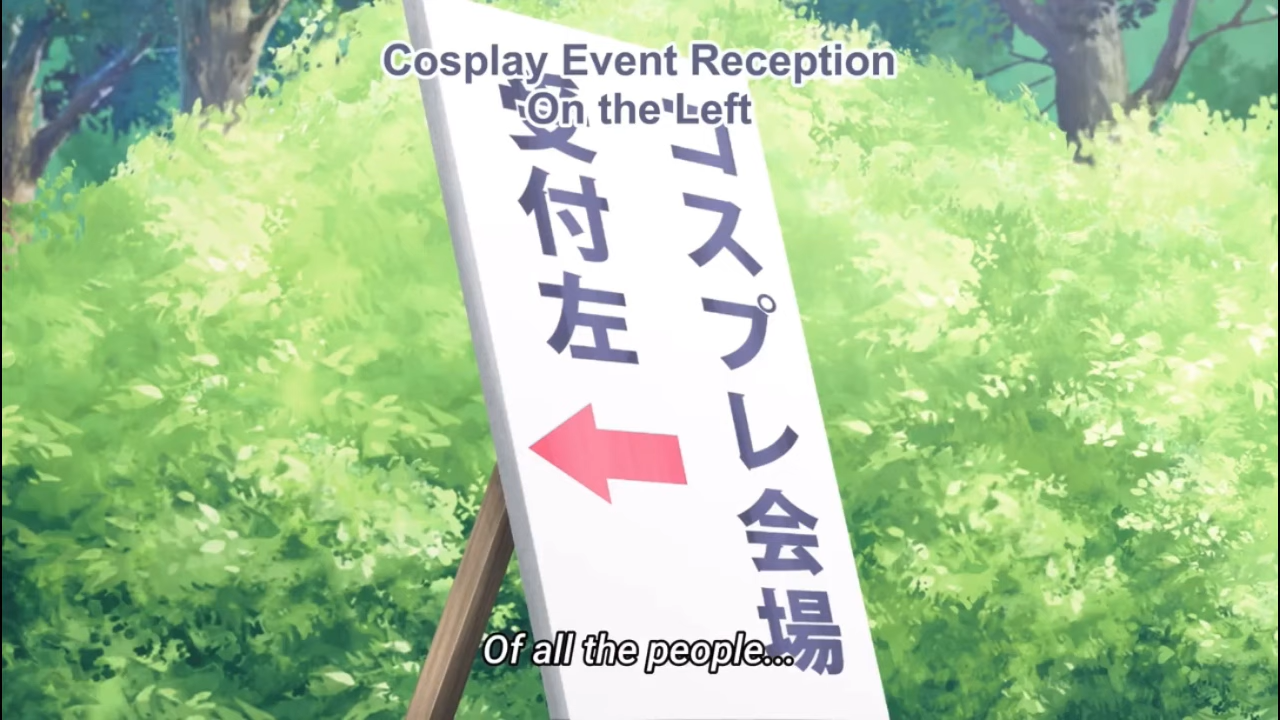 Cosplay Event Reception
On the Left
コスプレ会場
受付左
Of all the people...